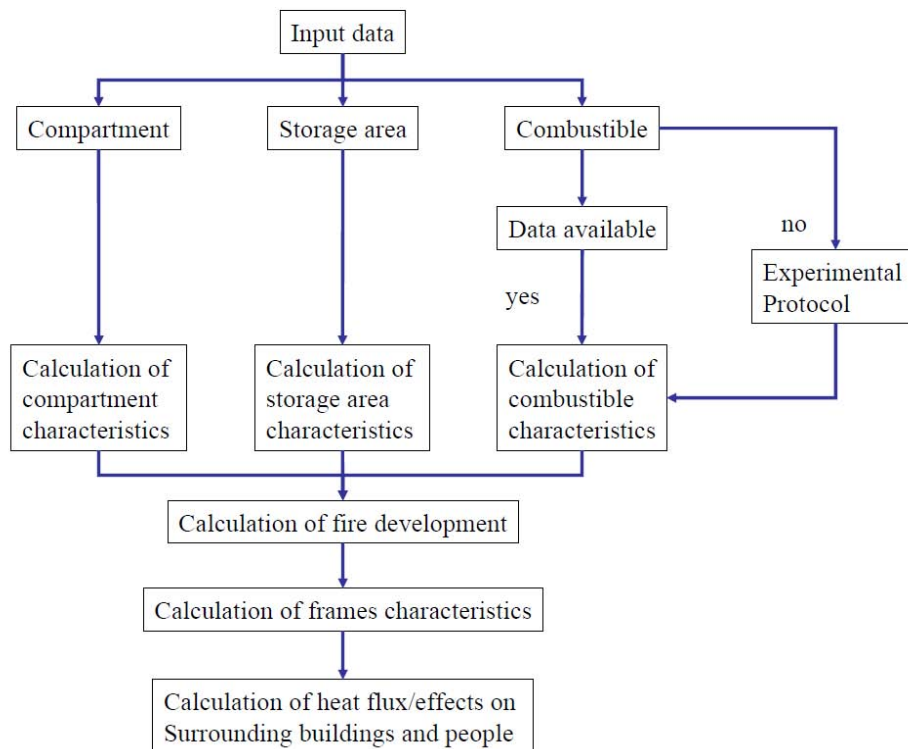 Input data
Compartment
Storage area
Combustible
Data available
no
yes
Experimental
Protocol
Calculation of
compartment
characteristics
Calculation of
storage area
characteristics
Calculation of
combustible
characteristics
Calculation of fire development
Calculation of frames characteristics
Calculation of heat flux/effects on
Surrounding buildings and people